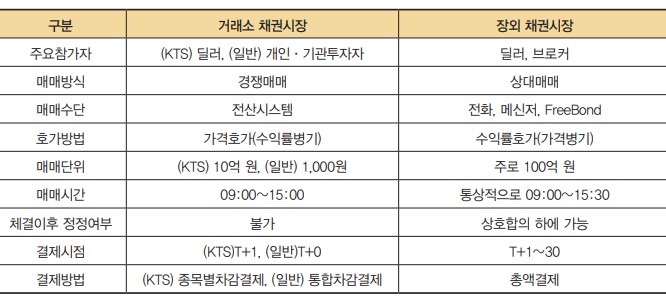 구분 거래소 채권시장 장외 채권시장
주요참가자 (KTS) 딜러, (일반) 개인·기관투자자 딜러, 브로커
매매방식 경쟁매매 상대매매
매매수단 전산시스템 전화, 메신저, FreeBond
호가방법 가격호가(수익률병기) 수익률호가(가격병기)
매매단위 (KTS) 10억 원, (일반) 1,000원 주로 100억 원
매매시간 09:00~15:00 통상적으로 09:00~15:30
체결이후 정정여부 불가 상호합의 하에 가능
결제시점 (KTS)T+1, (일반)T+0 T+1~30
결제방법 (KTS) 종목별차감결제, (일반) 통합차감결제 총액결제